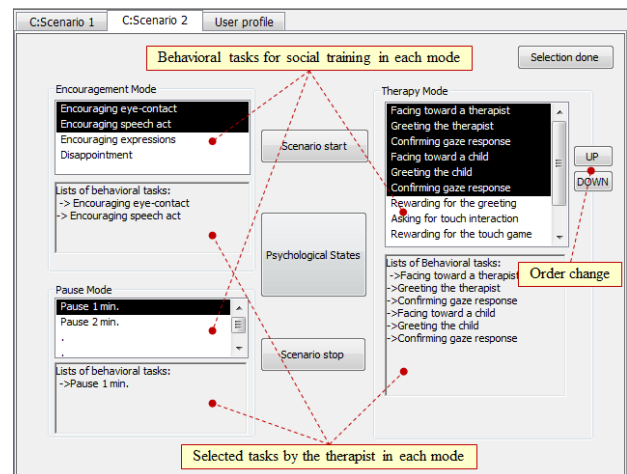 C:Scenario 1
C:Scenario 2
User profile
Behavioral tasks for social training in each mode
Selection done
Encouragement Mode
Encouraging eye-contact
Encouraging speech act
Encouraging expressions
Disappointment
Lists of behavioral tasks:
-> Encouraging eye-contact
-> Encouraging speech act
Pause Mode
Pause 1 min.
Pause 2 min.
.
.
Lists of behavioral tasks:
->Pause 1 min.
Scenario start
Psychological States
Scenario stop
Therapy Mode
Facing toward a therapist
Greeting the therapist
Confirming gaze response
Facing toward a child
Greeting the child
Confirming gaze response
Rewarding for the greeting
Asking for touch interaction
Rewarding for the touch game
UP
DOWN
Order change
Lists of Behavioral tasks:
->Facing toward a therapist
->Greeting the therapist
->Confirming gaze response
->Facing toward a child
->Greeting the child
->Confirming gaze response
Selected tasks by the therapist in each mode